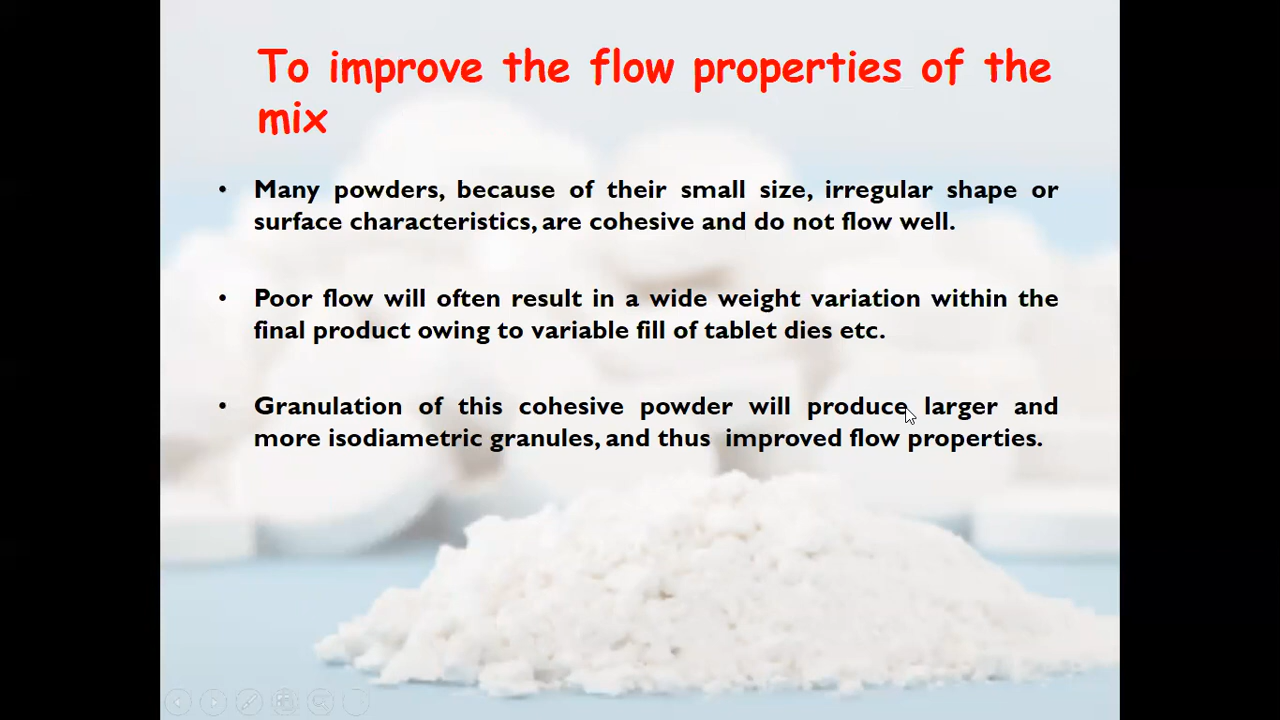 To improve the flow properties of the
mix
• Many powders, because of their small size, irregular shape or
surface characteristics, are cohesive and do not flow well.
• Poor flow will often result in a wide weight variation within the
final product owing to variable fill of tablet dies etc.
• Granulation of this cohesive powder will produce larger and
more isodiametric granules, and thus improved flow properties.